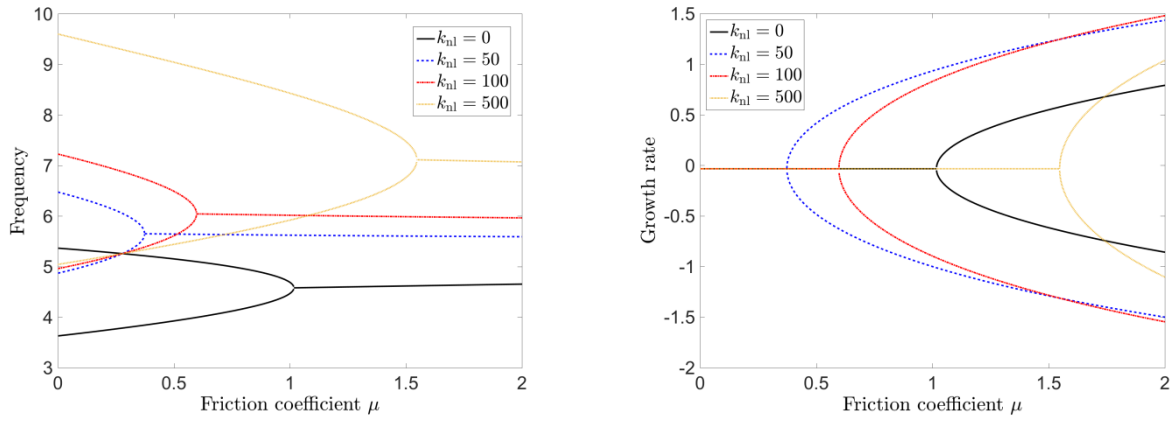 10
9
8
7
6
5
4
3
Frequency
0
0.5
1
1.5
2
Friction coefficient μ
k_nl = 0
k_nl = 50
k_nl = 100
k_nl = 500
1.5
1
0.5
0
-0.5
-1
-1.5
-2
Growth rate
0
0.5
1
1.5
2
Friction coefficient μ
k_nl = 0
k_nl = 50
k_nl = 100
k_nl = 500